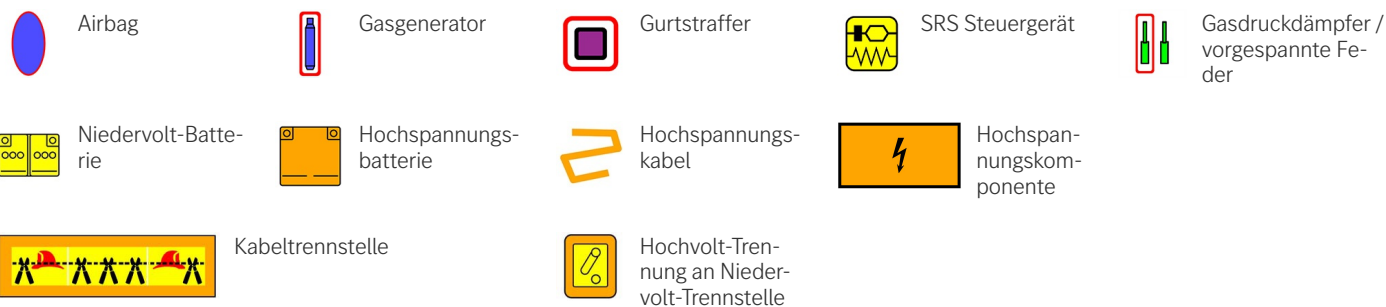 Airbag
Gasgenerator
Gurtstraffer
SRS Steuergerät
Gasdruckdämpfer /
vorgespannte Fe-
der
Niedervolt-Batte-
rie
Hochspannungs-
batterie
Hochspannungs-
kabel
Hochspan-
nungskom-
ponente
Kabeltrennstelle
Hochvolt-Tren-
nung an Nieder-
volt-Trennstelle